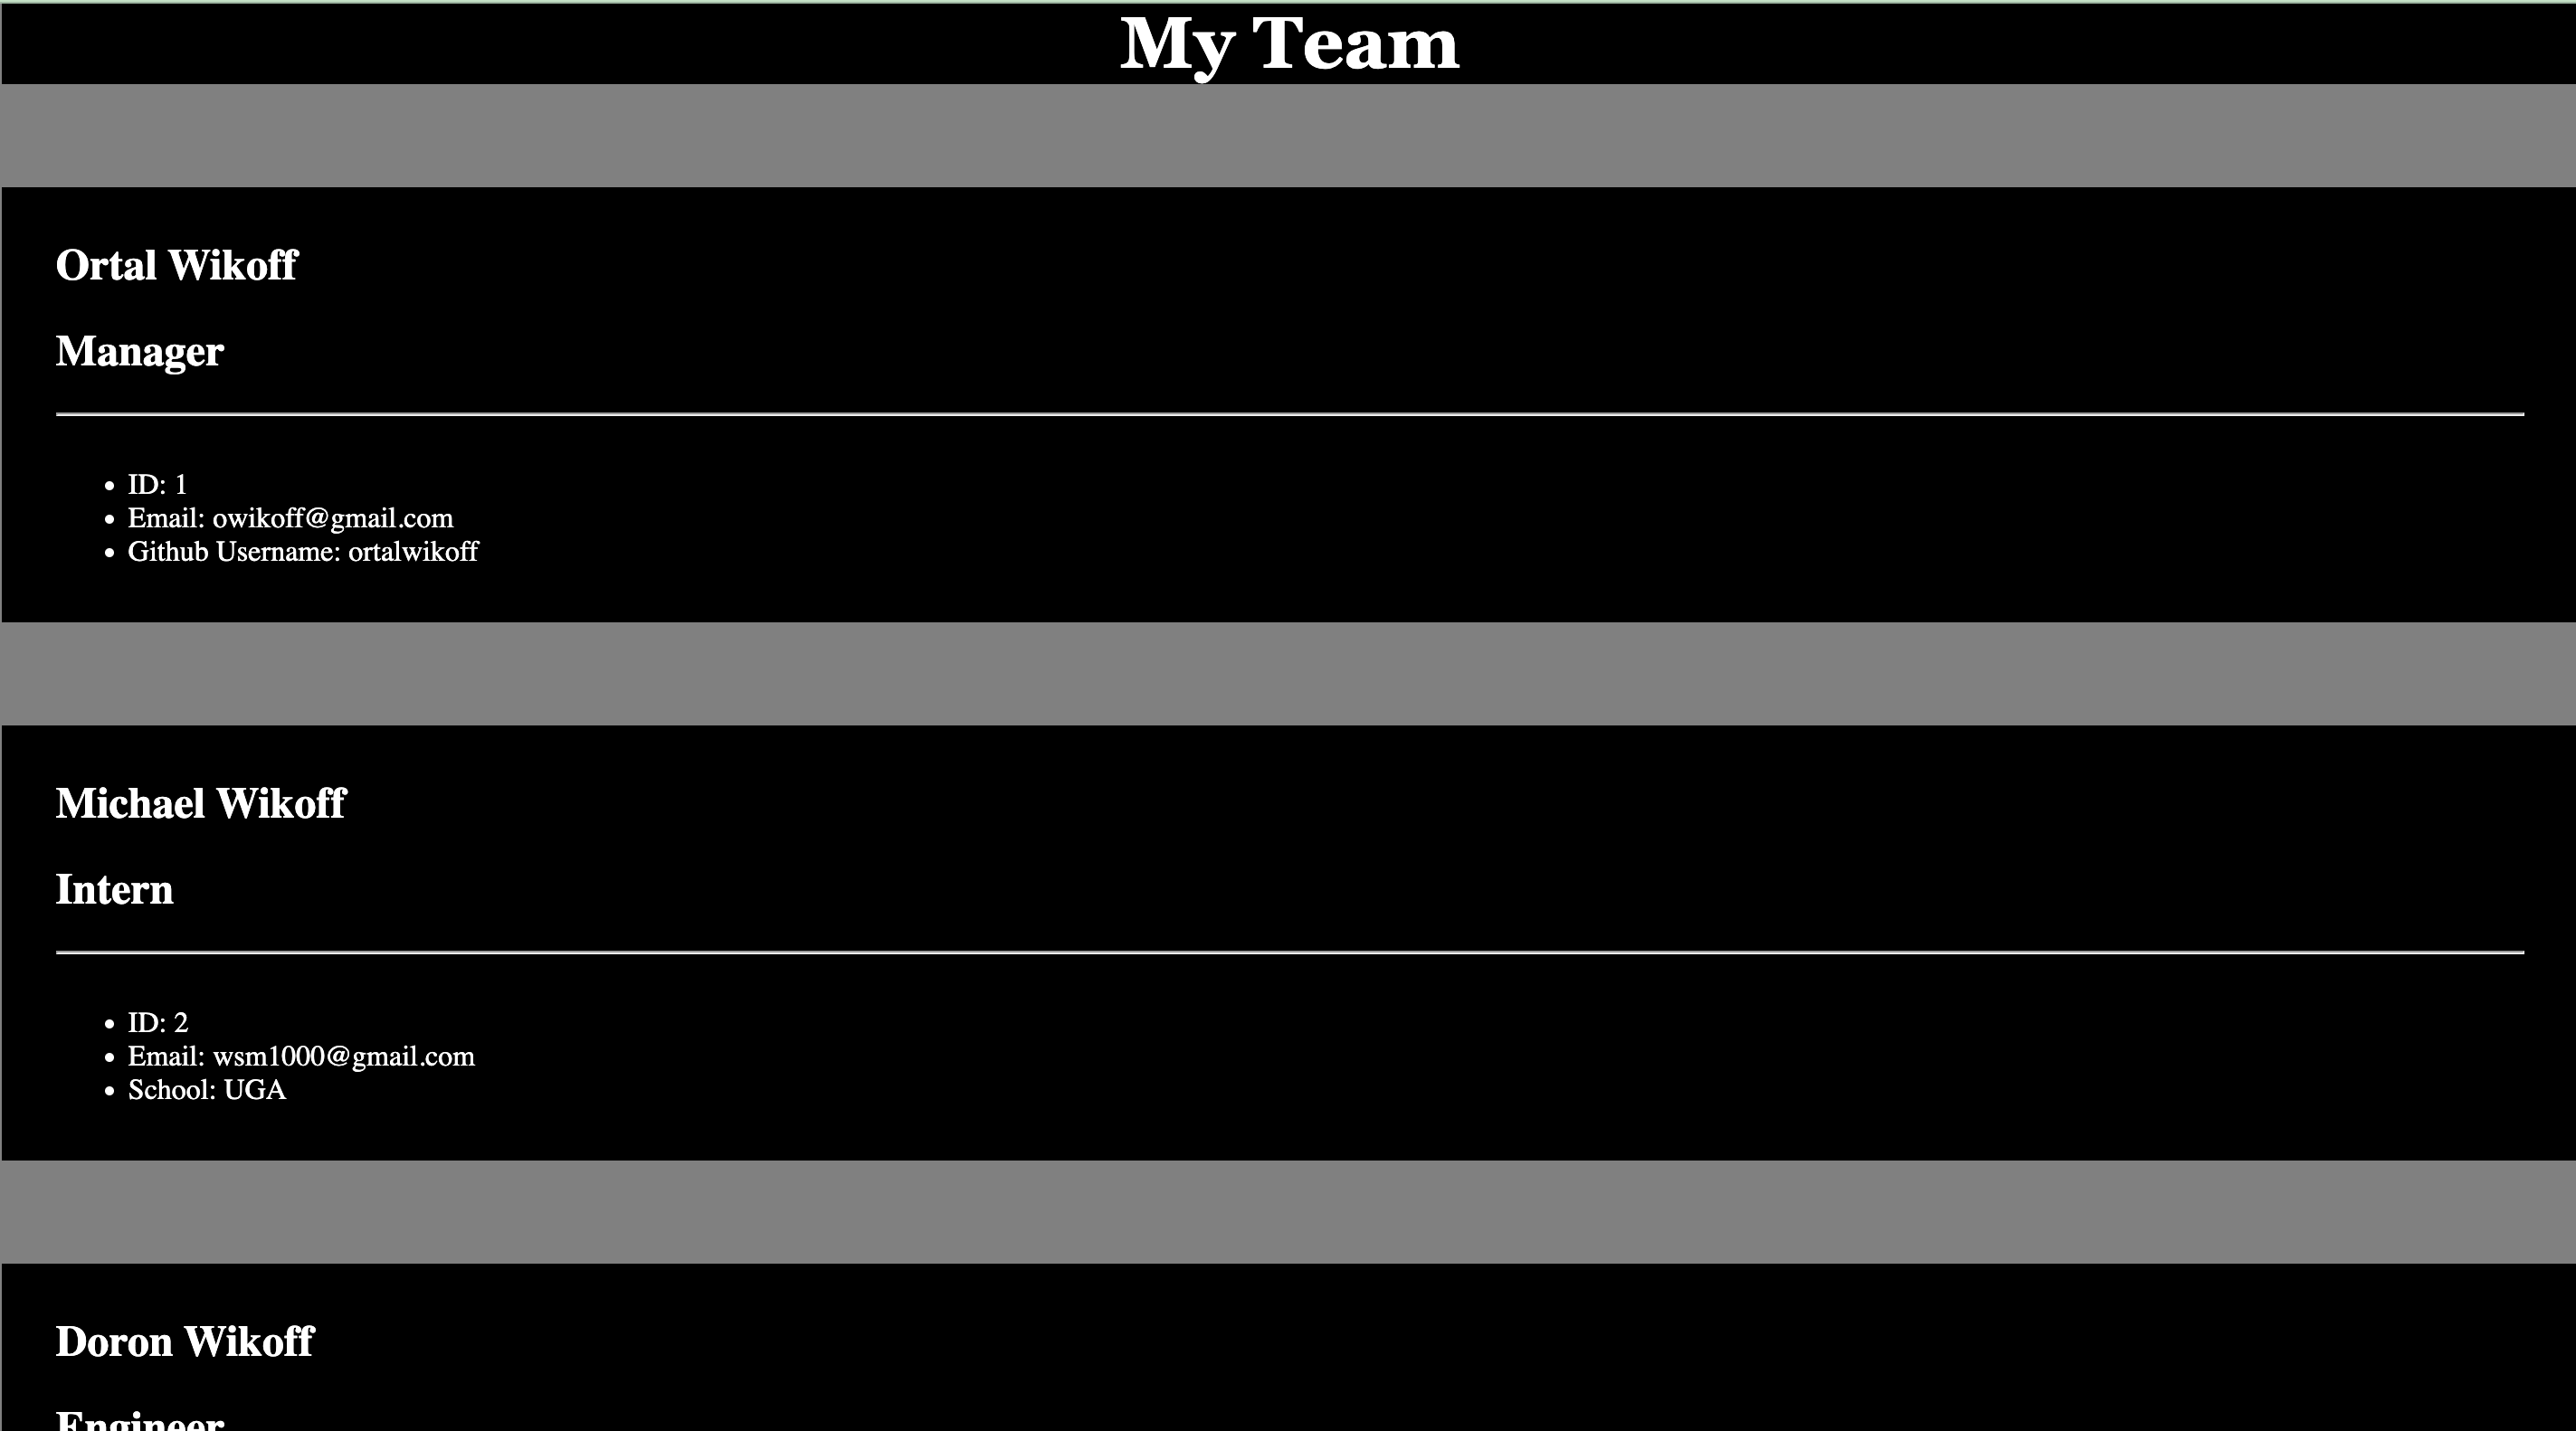 My Team
Ortal Wikoff
Manager
ID: 1
Email: owikoff@gmail.com
Github Username: ortalwikoff
Michael Wikoff
Intern
ID: 2
Email: wsm1000@gmail.com
School: UGA
Doron Wikoff
Engineer